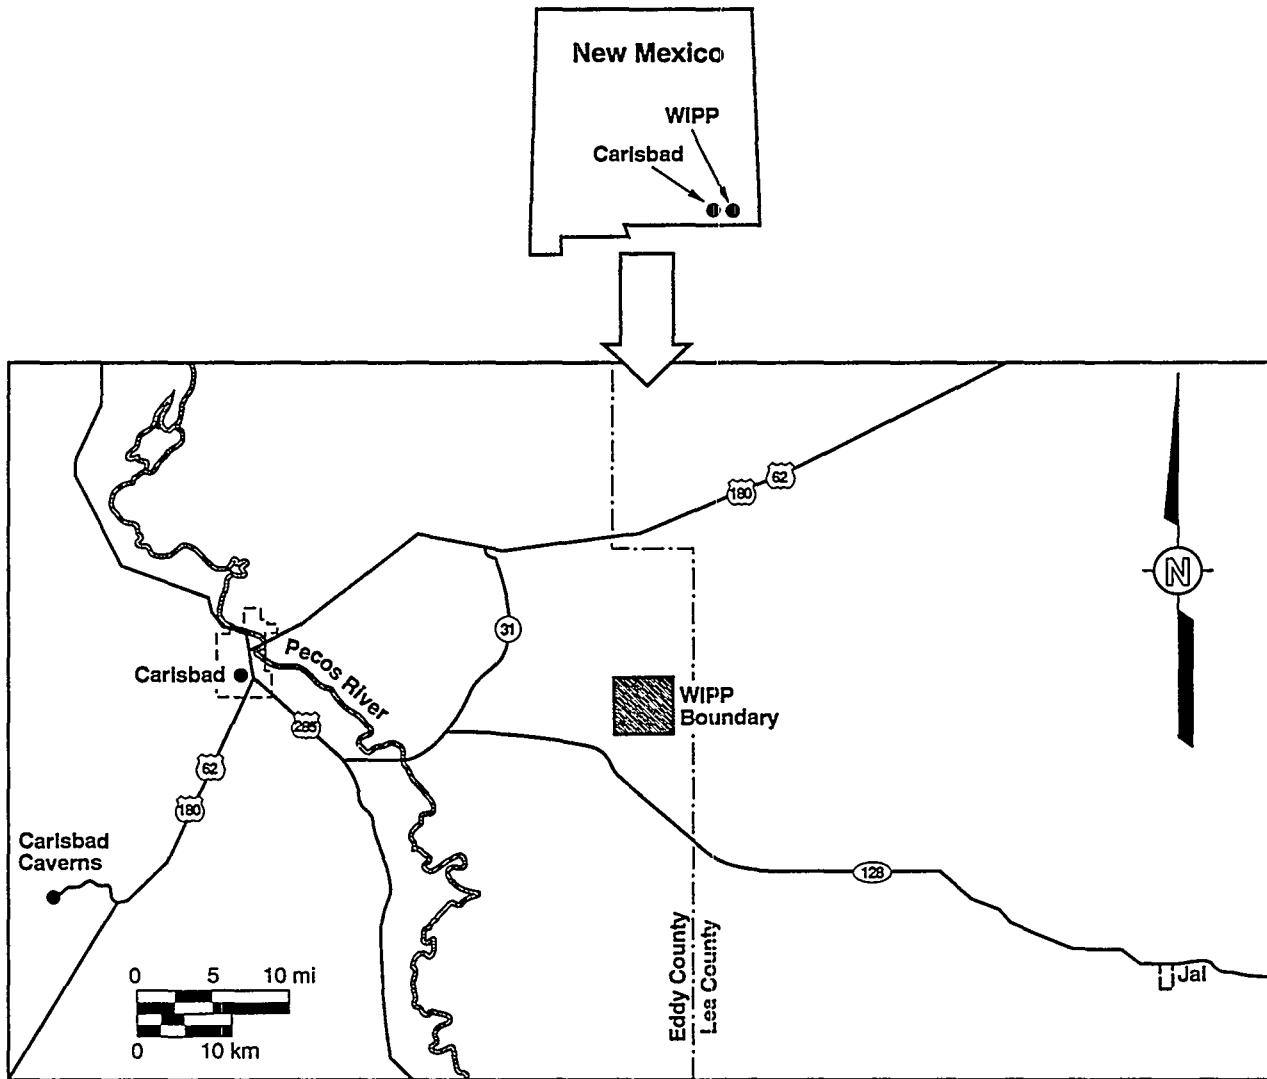 New Mexico
WIPP
Carlsbad
180
62
31
Carlsbad
Pecos River
WIPP
Boundary
285
62
180
Carlsbad
Caverns
128
Eddy County
Lea County
Jal
0 5 10 mi
0 10 km
N